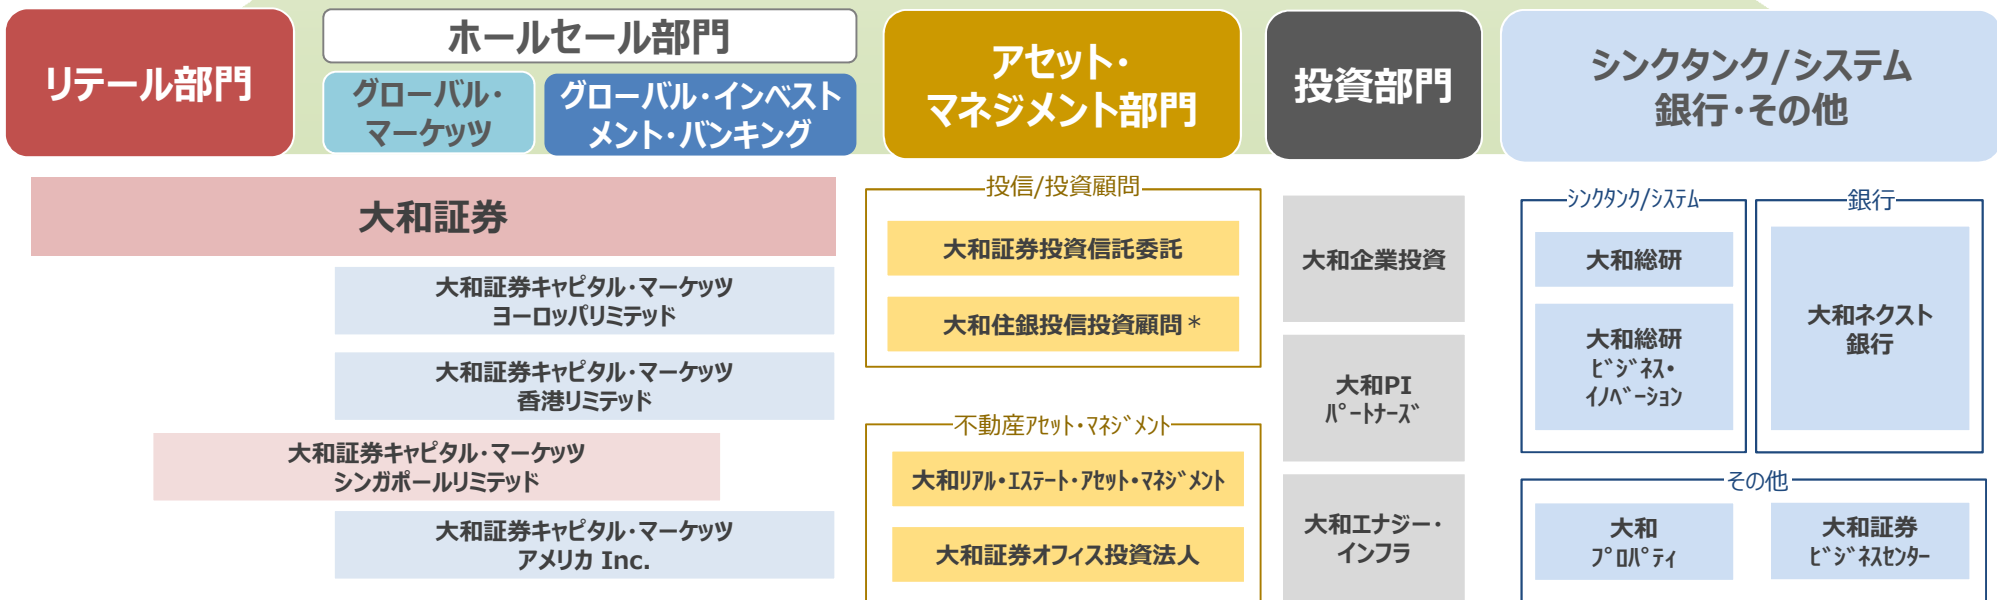 リテール部門
ホールセール部門
グローバル・
マーケッツ
グローバル・インベスト
メント・バンキング
アセット・
マネジメント部門
投資部門
シンクタンク/システム
銀行・その他
大和証券
大和証券キャピタル・マーケッツ
ヨーロッパリミテッド
大和証券キャピタル・マーケッツ
香港リミテッド
大和証券キャピタル・マーケッツ
シンガポールリミテッド
大和証券キャピタル・マーケッツ
アメリカ Inc.
投信/投資顧問
大和証券投資信託委託
大和住銀投信投資顧問＊
不動産ｱｾｯﾄ・ﾏﾈｼﾞﾒﾝﾄ
大和ﾘｱﾙ・ｴｽﾃｰﾄ・ｱｾｯﾄ・ﾏﾈｼﾞﾒﾝﾄ
大和証券オフィス投資法人
大和企業投資
大和PI
ﾊﾟｰﾄﾅｰｽﾞ
大和エナジー・
インフラ
ｼﾝｸﾀﾝｸ/ｼｽﾃﾑ
大和総研
大和総研
ﾋﾞｼﾞﾈｽ・
ｲﾉﾍﾞｰｼｮﾝ
銀行
大和ネクスト
銀行
その他
大和
ﾌﾟﾛﾊﾟﾃｨ
大和証券
ﾋﾞｼﾞﾈｽｾﾝﾀｰ